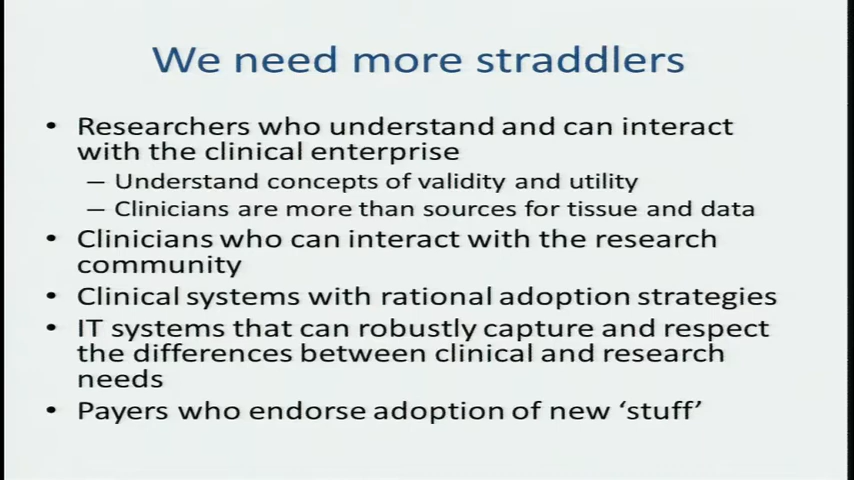 We need more straddlers
• Researchers who understand and can interact
with the clinical enterprise
– Understand concepts of validity and utility
– Clinicians are more than sources for tissue and data
• Clinicians who can interact with the research
community
• Clinical systems with rational adoption strategies
• IT systems that can robustly capture and respect
the differences between clinical and research
needs
• Payers who endorse adoption of new ‘stuff’